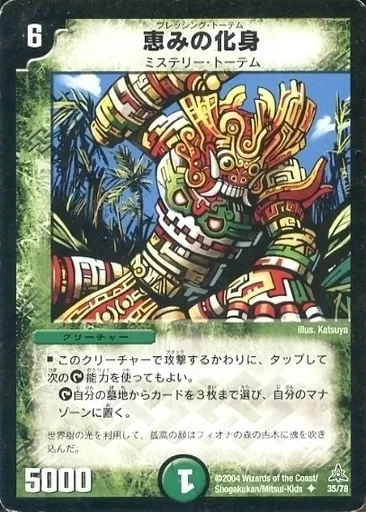 ブレッシング・トーテム
6
恵みの化身
ミステリー・トーテム
illus. Katsuya
クリーチャー
■ このクリーチャーで攻撃するかわりに、タップして
次の能力を使ってもよい。
自分の墓地からカードを3枚まで選び、自分のマナ
ゾーンに置く。
世界樹の光を利用して、孤高の叡はフィオナの森の古木に魂を吹き
込んだ。
5000
1
©2004 Wizards of the Coast/
Shogakukan/Mitsui-Kids
35/78